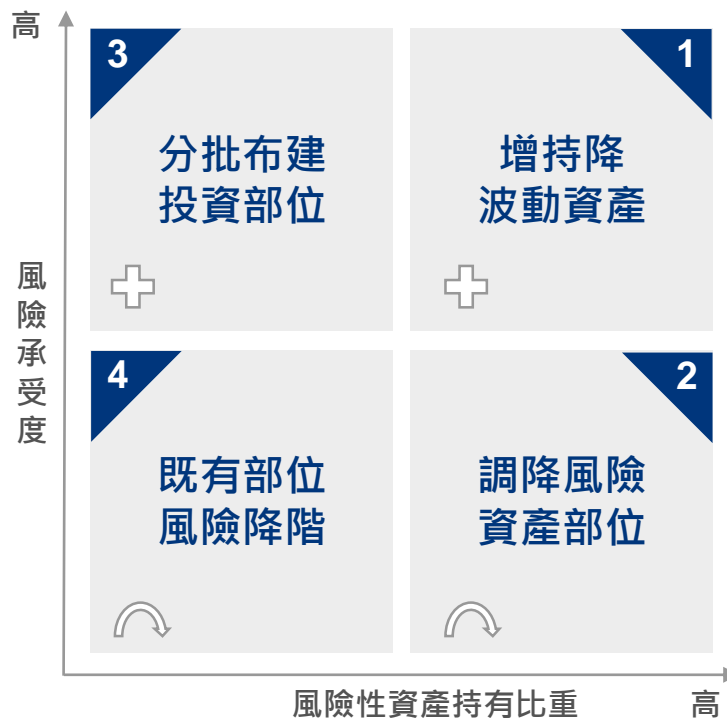 高
3
分批布建
投資部位
1
增持降
波動資產
風險承受度
4
既有部位
風險降階
2
調降風險
資產部位
風險性資產持有比重
高